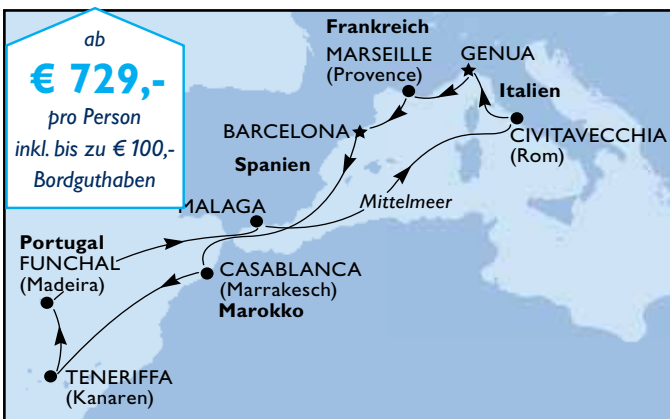 ab
€ 729,-
pro Person
inkl. bis zu € 100,-
Bordguthaben
Frankreich
MARSEILLE
(Provence)
GENUA
Italien
CIVITAVECCHIA
(Rom)
BARCELONA
Spanien
Mittelmeer
MALAGA
Portugal
FUNCHAL
(Madeira)
CASABLANCA
(Marrakesch)
Marokko
TENERIFFA
(Kanaren)